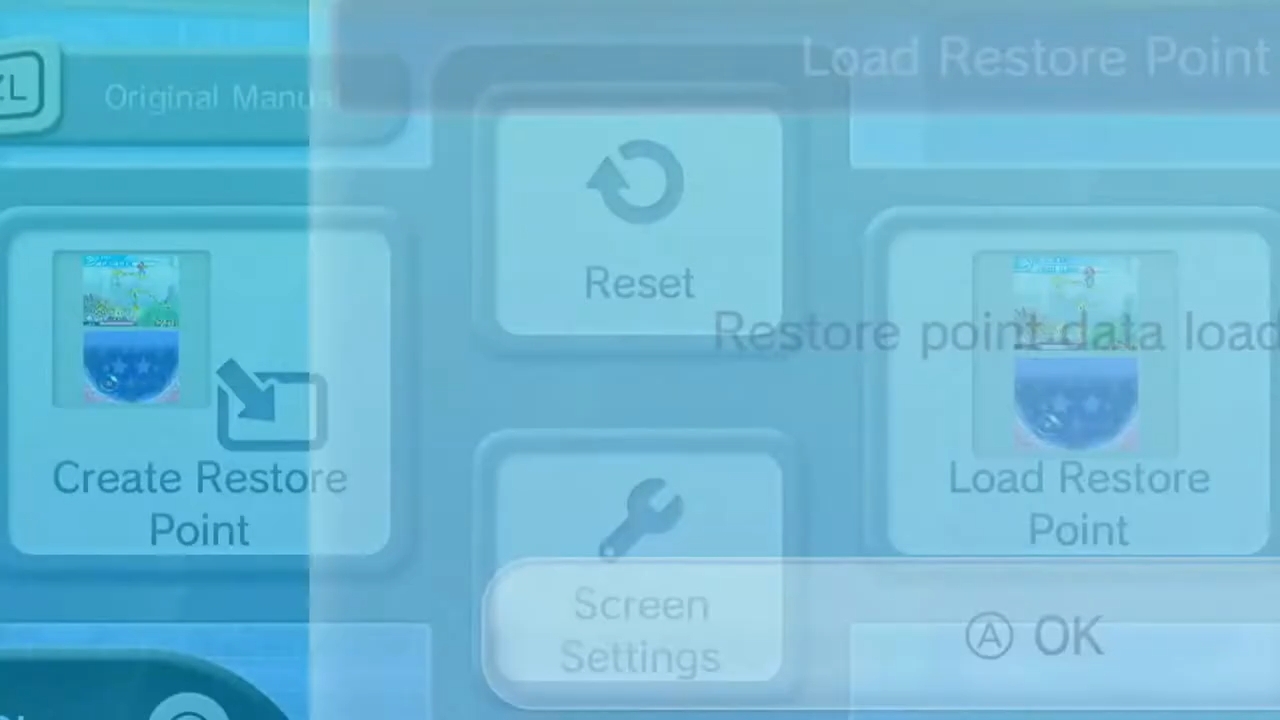 Load Restore Point
Original Manu
Reset
Restore point data load
Create Restore
Point
Load Restore
Point
Screen
Settings
A OK